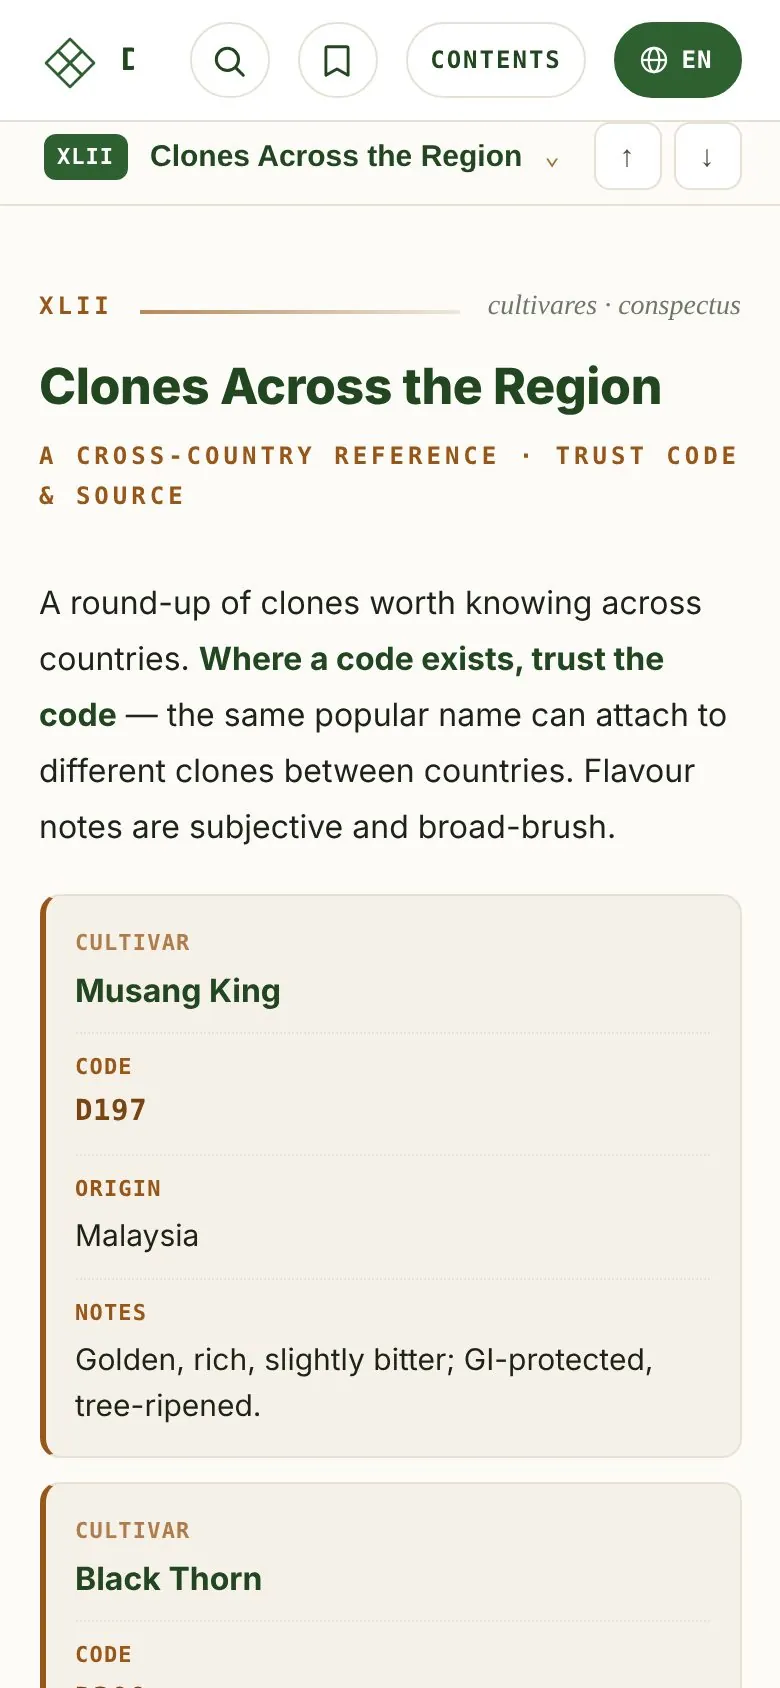 CONTENTS
EN
XLII
Clones Across the Region
↑
↓
XLII
cultivares · conspectus
Clones Across the Region
A CROSS-COUNTRY REFERENCE · TRUST CODE
& SOURCE
A round-up of clones worth knowing across
countries. Where a code exists, trust the
code — the same popular name can attach to
different clones between countries. Flavour
notes are subjective and broad-brush.
CULTIVAR
Musang King
CODE
D197
ORIGIN
Malaysia
NOTES
Golden, rich, slightly bitter; GI-protected,
tree-ripened.
CULTIVAR
Black Thorn
CODE